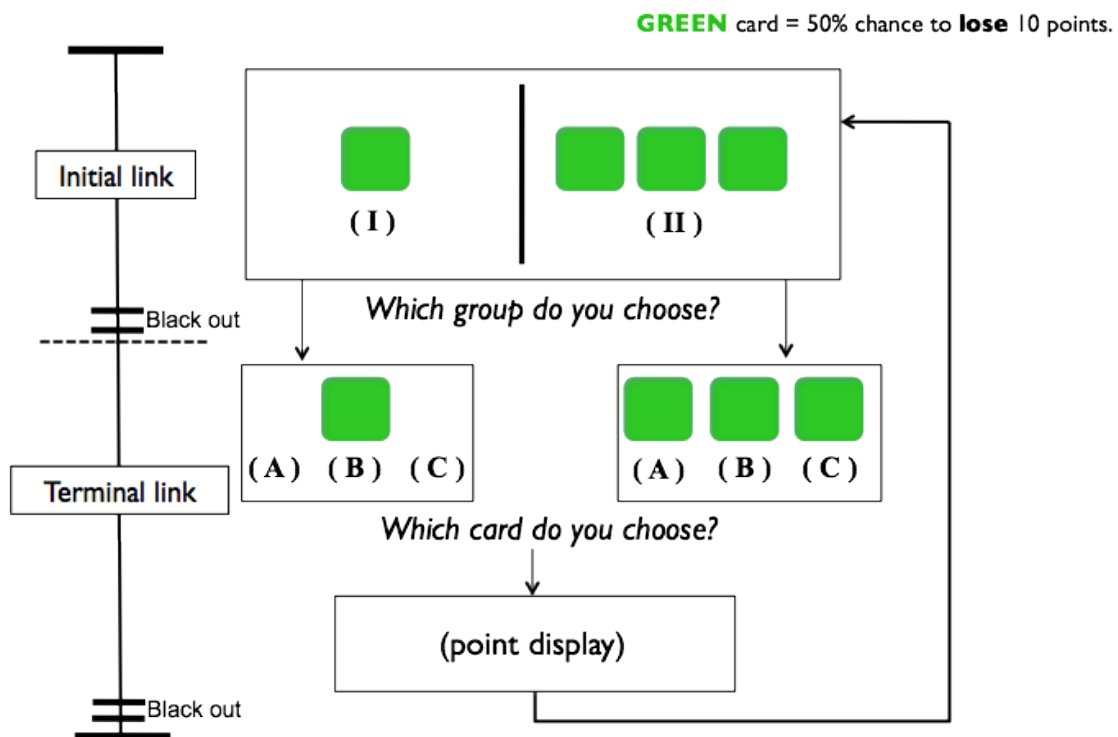 GREEN card = 50% chance to lose 10 points.
Initial link
( I )
( II )
Black out
Which group do you choose?
( A ) ( B ) ( C )
( A ) ( B ) ( C )
Terminal link
Which card do you choose?
(point display)
Black out